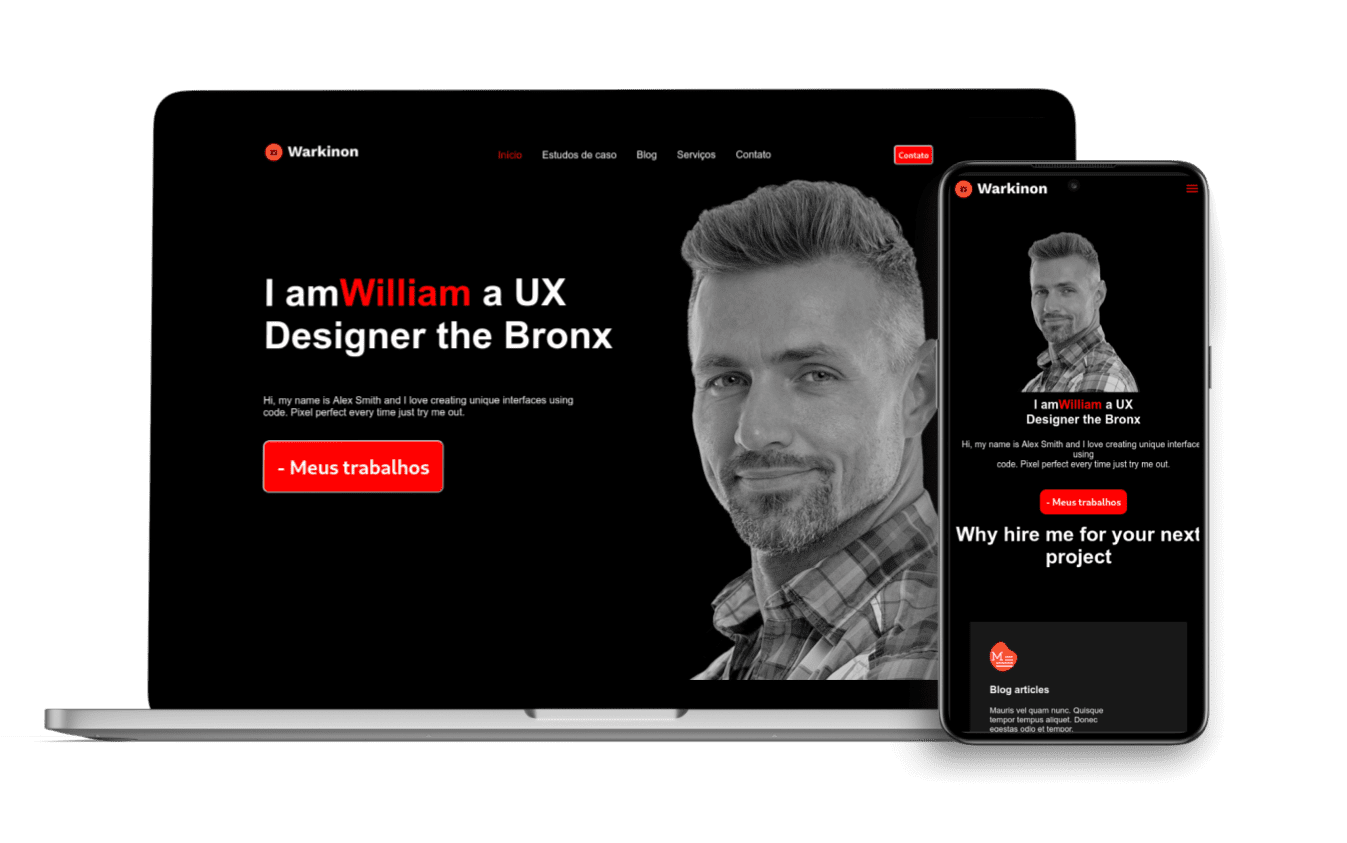 Warkinon
Início Estudos de caso Blog Serviços Contato
Contato
I amWilliam a UX
Designer the Bronx
Hi, my name is Alex Smith and I love creating unique interfaces using
code. Pixel perfect every time just try me out.
- Meus trabalhos
Warkinon
I amWilliam a UX
Designer the Bronx
Hi, my name is Alex Smith and I love creating unique interface
using
code. Pixel perfect every time just try me out.
- Meus trabalhos
Why hire me for your next
project
Blog articles
Mauris vel quam nunc. Quisque
tempor tempus aliquet. Donec
egestas odio et tempor.